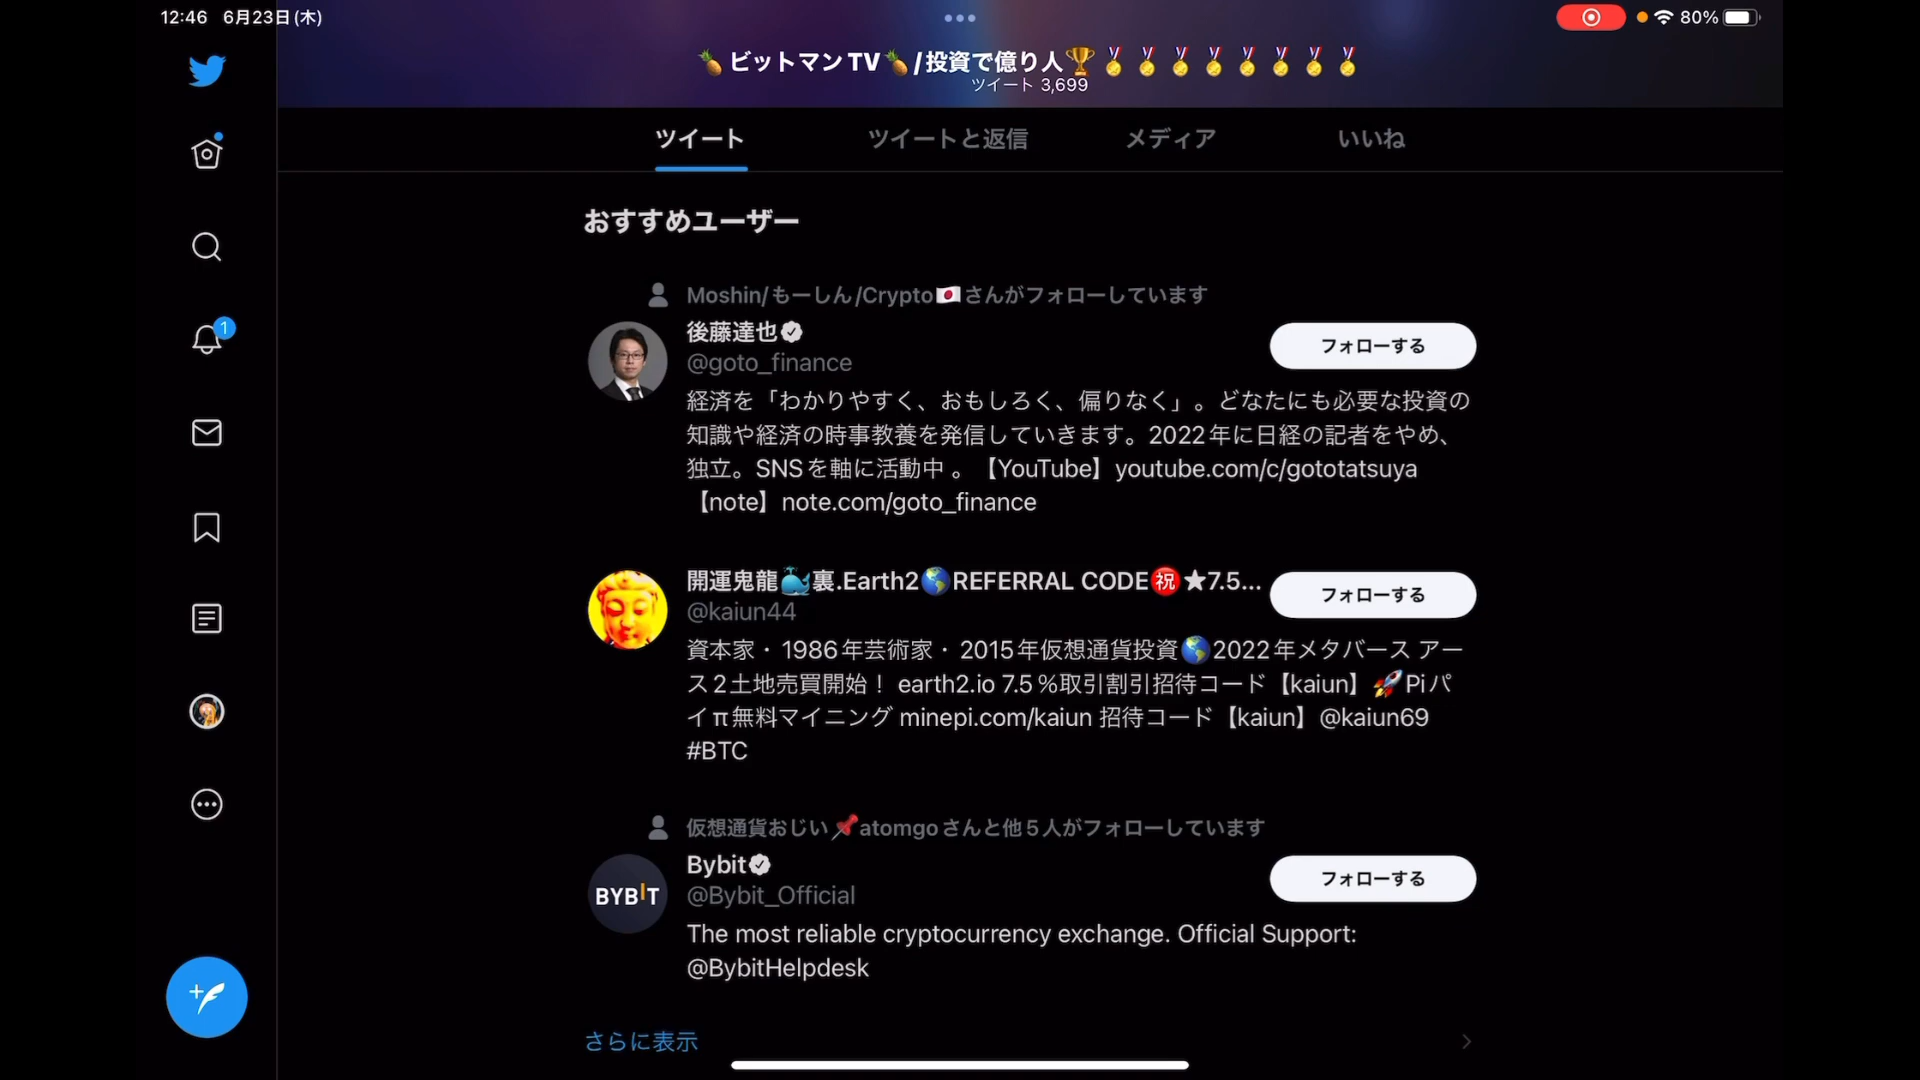 12:46 6月23日(木)
80%
🍍ビットマンTV🍍/投資で億り人🏆🏅🏅🏅🏅🏅🏅🏅🏅
ツイート 3,699
ツイート ツイートと返信 メディア いいね
1
おすすめユーザー
Moshin/もーしん/Crypto🇯🇵さんがフォローしています
後藤達也
フォローする
@goto_finance
経済を「わかりやすく、おもしろく、偏りなく」。どなたにも必要な投資の
知識や経済の時事教養を発信していきます。2022年に日経の記者をやめ、
独立。SNSを軸に活動中 。【YouTube】youtube.com/c/gototatsuya
【note】note.com/goto_finance
開運鬼龍🐳裏.Earth2🌎REFERRAL CODE㊗️★7.5...
フォローする
@kaiun44
資本家・1986年芸術家・2015年仮想通貨投資🌎2022年メタバース アー
ス2土地売買開始！ earth2.io 7.5%取引割引招待コード【kaiun】🚀Piパ
イπ無料マイニング minepi.com/kaiun 招待コード【kaiun】@kaiun69
#BTC
仮想通貨おじい📌atomgoさんと他5人がフォローしています
Bybit
フォローする
BYBIT
@Bybit_Official
The most reliable cryptocurrency exchange. Official Support:
@BybitHelpdesk
さらに表示